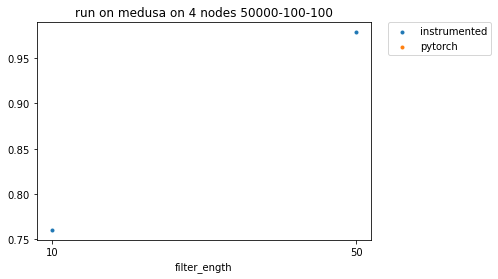 run on medusa on 4 nodes 50000-100-100
instrumented
pytorch
0.95
0.90
0.85
0.80
0.75
10
50
filter_ength